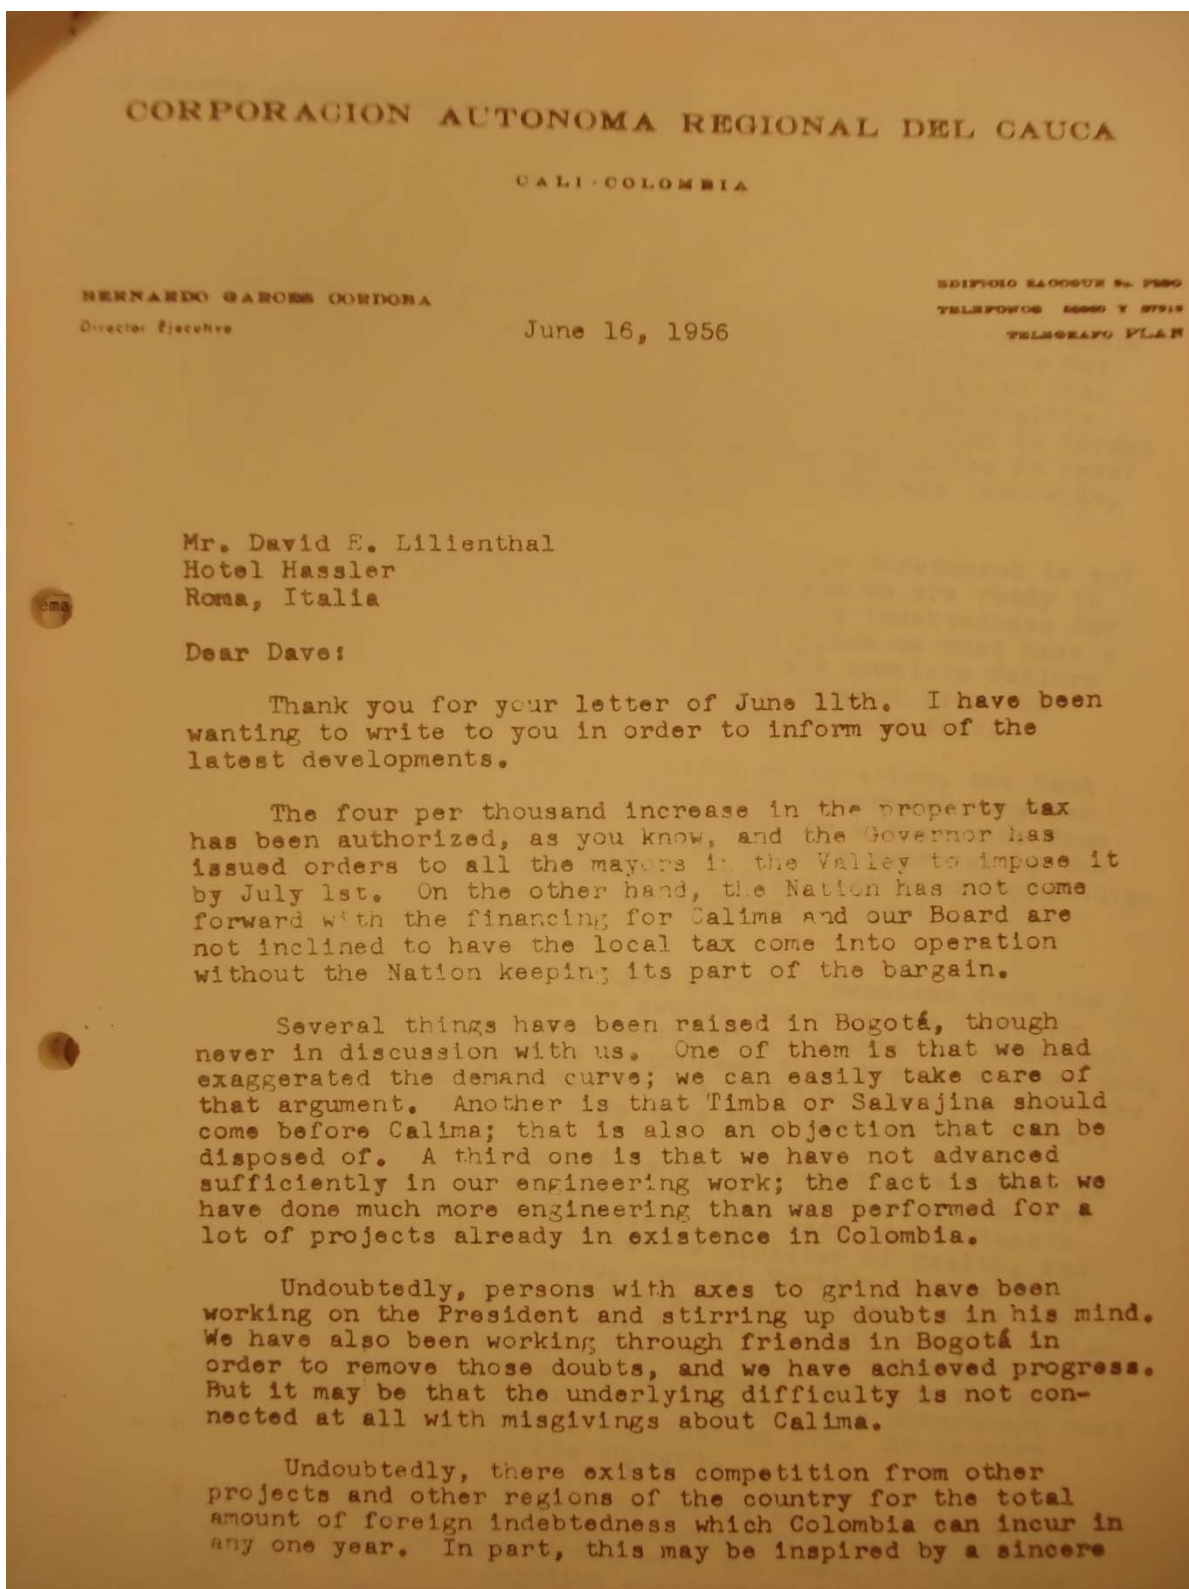 CORPORACION AUTONOMA REGIONAL DEL CAUCA
CALI-COLOMBIA
BERNARDO GARCES CORDOBA
Director Ejecutivo
EDIFICIO ZACCOUR PISO
TELEFONOS Y
TELEGRAFO PLAN
June 16, 1956
Mr. David E. Lilienthal
Hotel Hassler
Roma, Italia
ema
Dear Dave:
Thank you for your letter of June 11th. I have been
wanting to write to you in order to inform you of the
latest developments.
The four per thousand increase in the property tax
has been authorized, as you know, and the Governor has
issued orders to all the mayors in the Valley to impose it
by July 1st. On the other hand, the Nation has not come
forward with the financing for Calima and our Board are
not inclined to have the local tax come into operation
without the Nation keeping its part of the bargain.
Several things have been raised in Bogotá, though
never in discussion with us. One of them is that we had
exaggerated the demand curve; we can easily take care of
that argument. Another is that Timba or Salvajina should
come before Calima; that is also an objection that can be
disposed of. A third one is that we have not advanced
sufficiently in our engineering work; the fact is that we
have done much more engineering than was performed for a
lot of projects already in existence in Colombia.
Undoubtedly, persons with axes to grind have been
working on the President and stirring up doubts in his mind.
We have also been working through friends in Bogotá in
order to remove those doubts, and we have achieved progress.
But it may be that the underlying difficulty is not con-
nected at all with misgivings about Calima.
Undoubtedly, there exists competition from other
projects and other regions of the country for the total
amount of foreign indebtedness which Colombia can incur in
any one year. In part, this may be inspired by a sincere